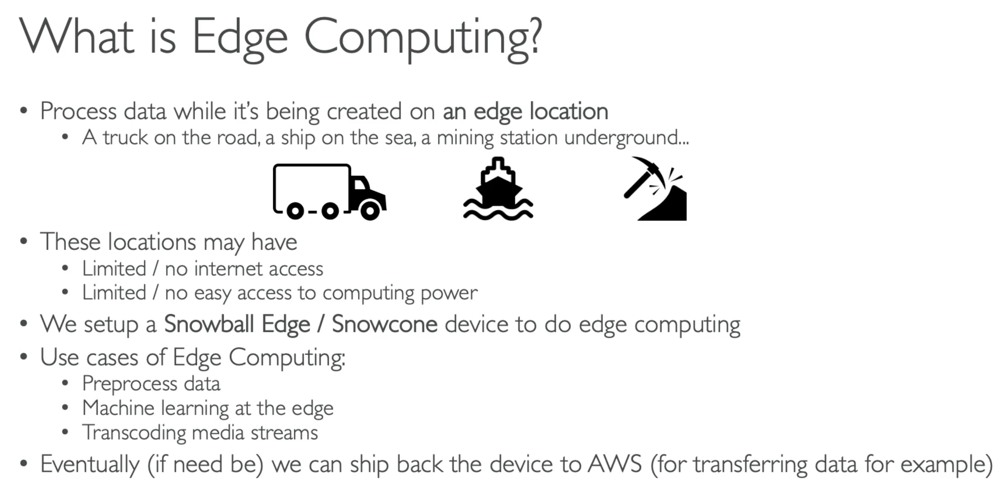 What is Edge Computing?
• Process data while it's being created on an edge location
• A truck on the road, a ship on the sea, a mining station underground...
• These locations may have
• Limited / no internet access
• Limited / no easy access to computing power
• We setup a Snowball Edge / Snowcone device to do edge computing
• Use cases of Edge Computing:
• Preprocess data
• Machine learning at the edge
• Transcoding media streams
• Eventually (if need be) we can ship back the device to AWS (for transferring data for example)